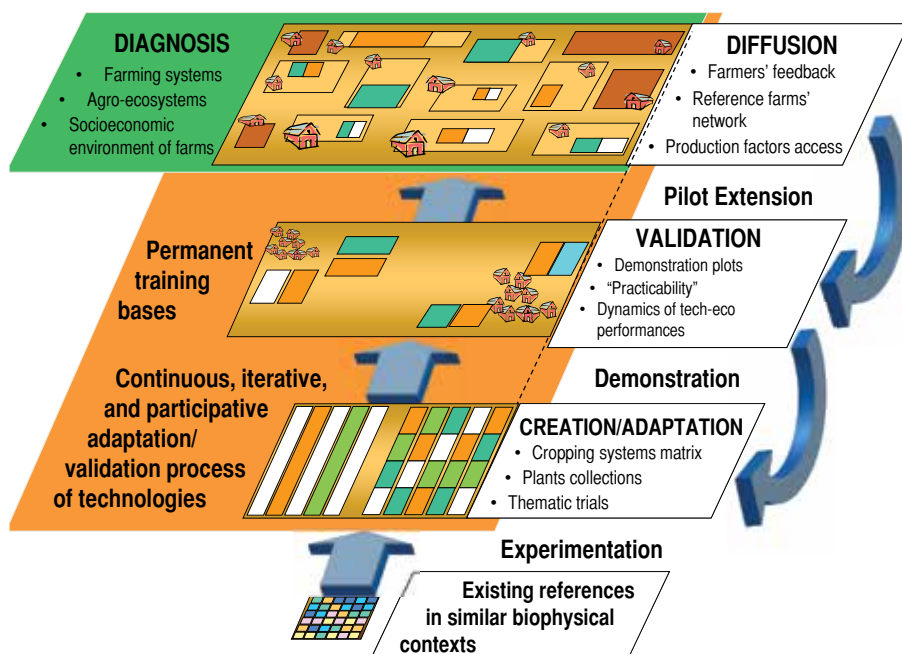 DIAGNOSIS
• Farming systems
• Agro-ecosystems
• Socioeconomic
environment of farms
DIFFUSION
• Farmers’ feedback
• Reference farms’
network
• Production factors access
Pilot Extension
Permanent
training
bases
VALIDATION
• Demonstration plots
• “Practicability”
• Dynamics of tech-eco
performances
Continuous, iterative,
and participative
adaptation/
validation process
of technologies
Demonstration
CREATION/ADAPTATION
• Cropping systems matrix
• Plants collections
• Thematic trials
Experimentation
Existing references
in similar biophysical
contexts